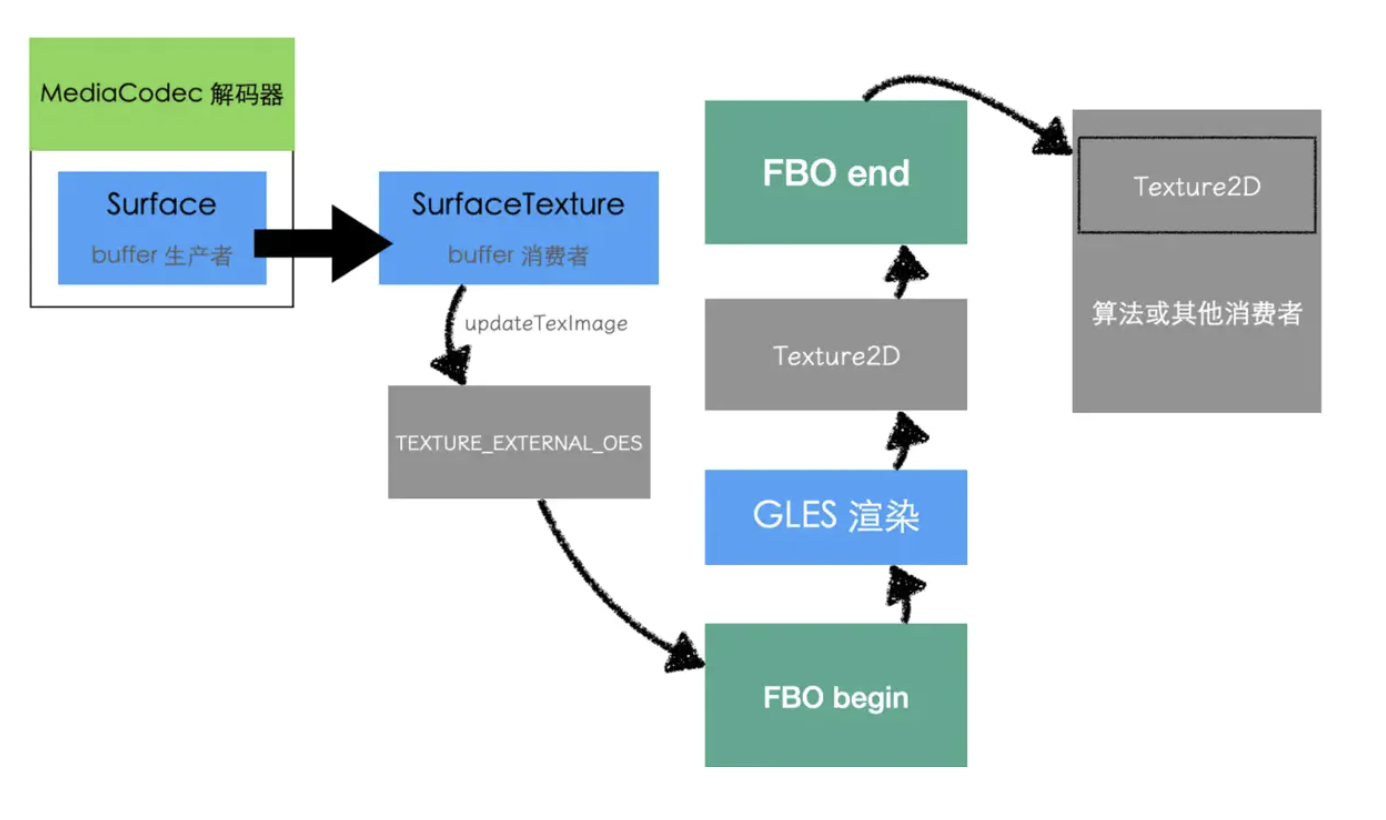 MediaCodec 解码器
Surface
buffer 生产者
SurfaceTexture
buffer 消费者
updateTexImage
TEXTURE_EXTERNAL_OES
FBO begin
GLES 渲染
Texture2D
FBO end
Texture2D
算法或其他消费者